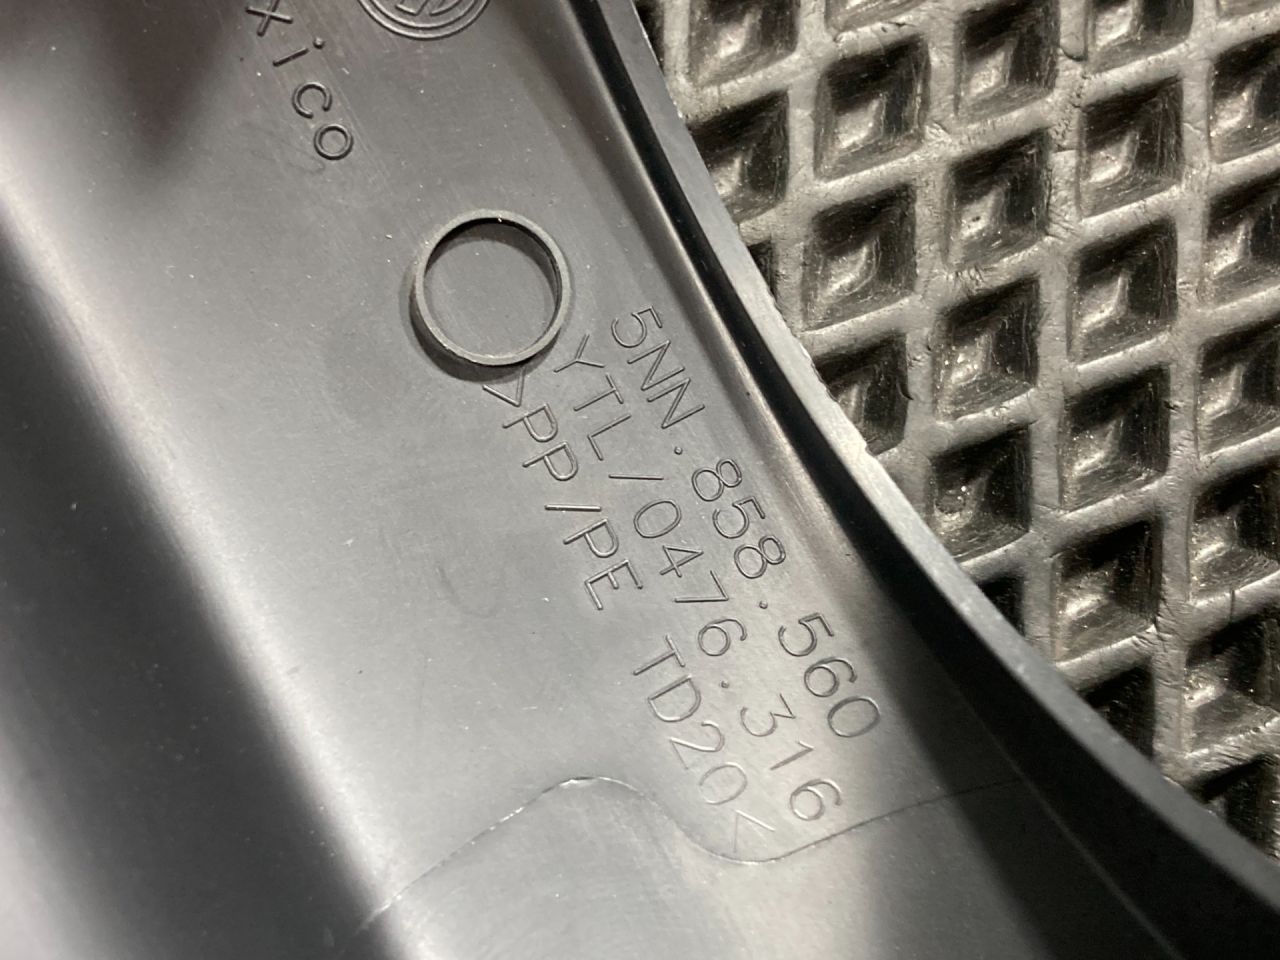 xico
5NN.858.560
YTL/0476.316
>PP/PE TD20<